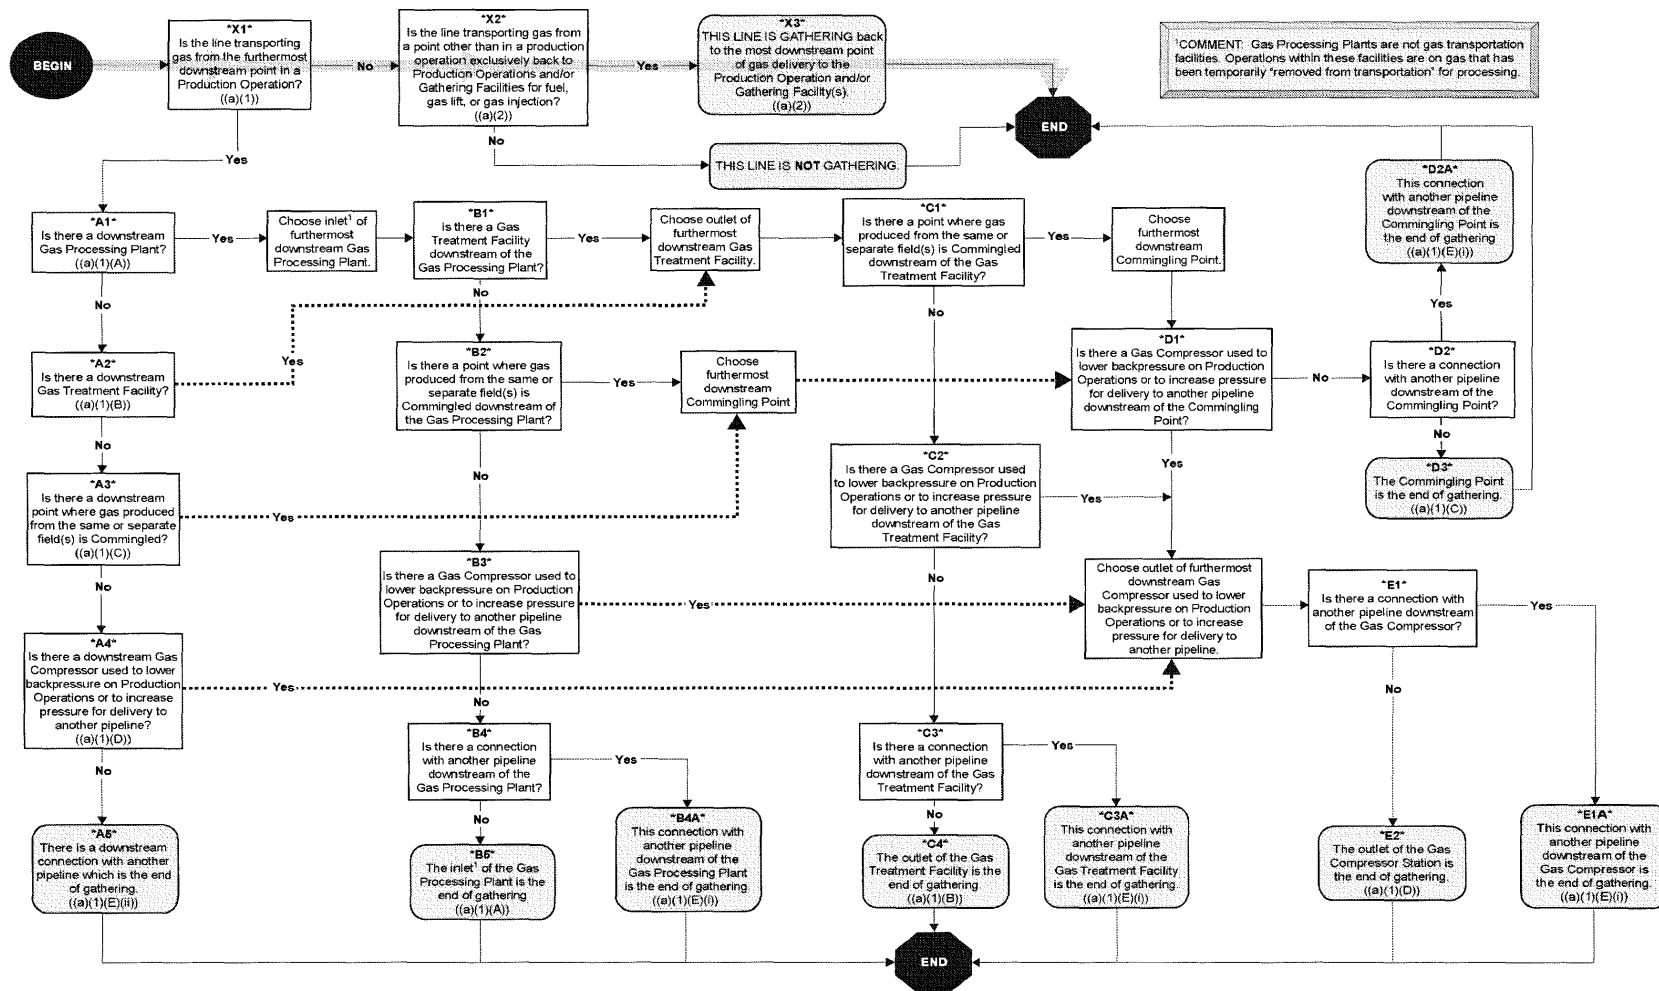 BEGIN
*X1*
Is the line transporting
gas from the furthermost
downstream point in a
Production Operation?
((a)(1))
No
*X2*
Is the line transporting gas from
a point other than in a production
operation exclusively back to
Production Operations and/or
Gathering Facilities for fuel,
gas lift, or gas injection?
((a)(2))
Yes
*X3*
THIS LINE IS GATHERING back
to the most downstream point
of gas delivery to the
Production Operation and/or
Gathering Facility(s).
((a)(2))
¹COMMENT: Gas Processing Plants are not gas transportation
facilities. Operations within these facilities are on gas that has
been temporarily "removed from transportation" for processing.
END
No
THIS LINE IS NOT GATHERING.
Yes
*A1*
Is there a downstream
Gas Processing Plant?
((a)(1)(A))
Yes
Choose inlet¹ of
furthermost
downstream Gas
Processing Plant.
*B1*
Is there a Gas
Treatment Facility
downstream of the
Gas Processing Plant?
Yes
Choose outlet of
furthermost
downstream Gas
Treatment Facility.
*C1*
Is there a point where gas
produced from the same or
separate field(s) is Commingled
downstream of the Gas
Treatment Facility?
Yes
Choose
furthermost
downstream
Commingling Point.
*D2A*
This connection
with another pipeline
downstream of the
Commingling Point
is the end of gathering
((a)(1)(E)(i))
No
No
No
Yes
*A2*
Is there a downstream
Gas Treatment Facility?
((a)(1)(B))
Yes
*B2*
Is there a point where gas
produced from the same or
separate field(s) is
Commingled downstream of
the Gas Processing Plant?
Yes
Choose
furthermost
downstream
Commingling Point
*D1*
Is there a Gas Compressor used to
lower backpressure on Production
Operations or to increase pressure
for delivery to another pipeline
downstream of the Commingling
Point?
No
*D2*
Is there a connection
with another pipeline
downstream of the
Commingling Point?
No
No
No
Yes
*A3*
Is there a downstream
point where gas produced
from the same or separate
field(s) is Commingled?
((a)(1)(C))
Yes
*C2*
Is there a Gas Compressor used
to lower backpressure on Production
Operations or to increase pressure
for delivery to another pipeline
downstream of the Gas
Treatment Facility?
Yes
*D3*
The Commingling Point
is the end of gathering.
((a)(1)(C))
No
*B3*
Is there a Gas Compressor used to
lower backpressure on Production
Operations or to increase pressure
for delivery to another pipeline
downstream of the Gas
Processing Plant?
Yes
No
Choose outlet of furthermost
downstream Gas
Compressor used to lower
backpressure on Production
Operations or to increase
pressure for delivery to
another pipeline.
*E1*
Is there a connection with
another pipeline downstream
of the Gas Compressor?
Yes
*A4*
Is there a downstream Gas
Compressor used to lower
backpressure on Production
Operations or to increase
pressure for delivery to
another pipeline?
((a)(1)(D))
Yes
No
No
No
*B4*
Is there a connection
with another pipeline
downstream of the
Gas Processing Plant?
Yes
*C3*
Is there a connection
with another pipeline
downstream of the Gas
Treatment Facility?
Yes
No
No
*A5*
There is a downstream
connection with another
pipeline which is the end
of gathering.
((a)(1)(E)(ii))
*B5*
The inlet¹ of the Gas
Processing Plant is the
end of gathering
((a)(1)(A))
*B4A*
This connection with
another pipeline
downstream of the
Gas Processing Plant
is the end of gathering.
((a)(1)(E)(i))
*C4*
The outlet of the Gas
Treatment Facility is the
end of gathering.
((a)(1)(B))
*C3A*
This connection with
another pipeline
downstream of the
Gas Treatment Facility
is the end of gathering.
((a)(1)(E)(i))
*E2*
The outlet of the Gas
Compressor Station is
the end of gathering.
((a)(1)(D))
*E1A*
This connection with
another pipeline
downstream of the
Gas Compressor is
the end of gathering.
((a)(1)(E)(i))
END